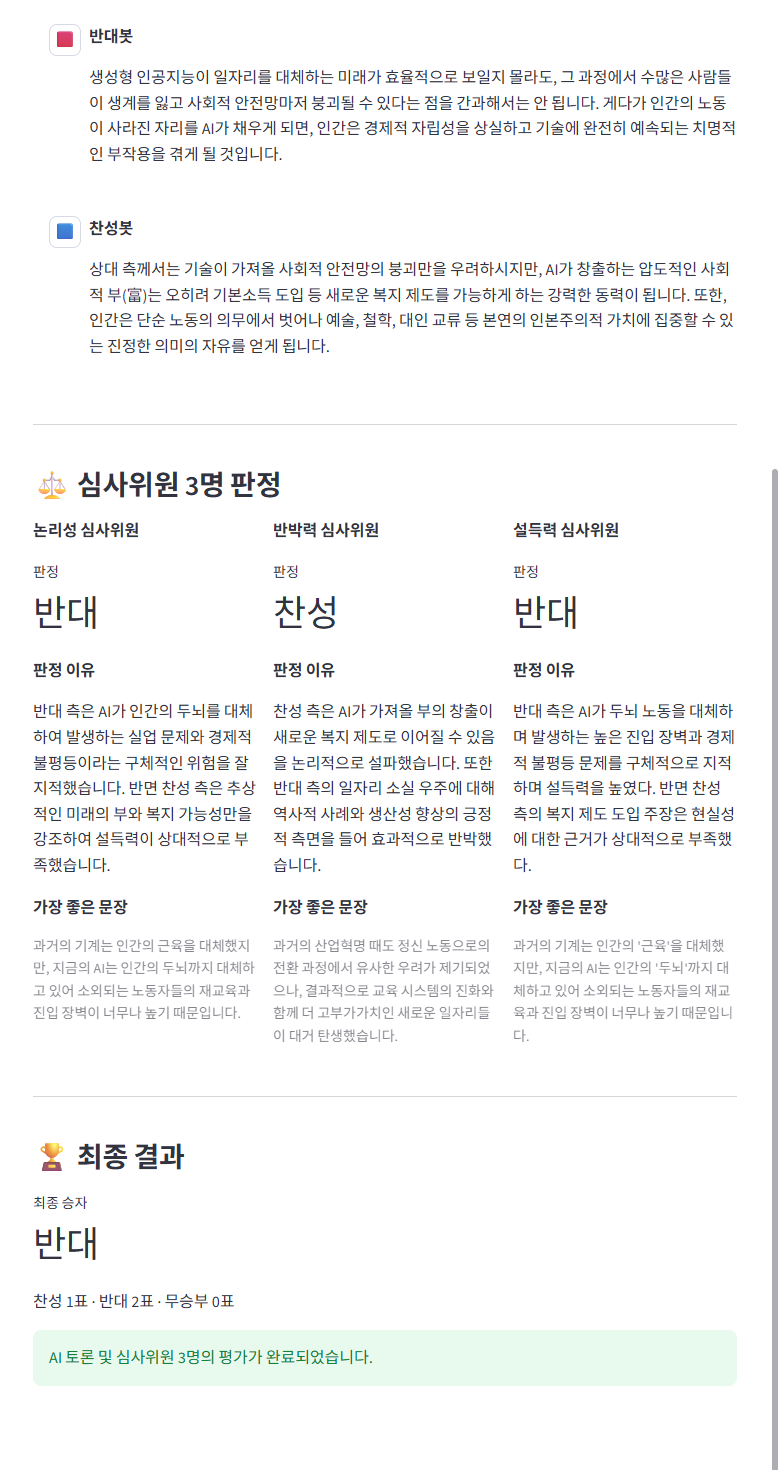 반대봇
생성형 인공지능이 일자리를 대체하는 미래가 효율적으로 보일지 몰라도, 그 과정에서 수많은 사람들
이 생계를 잃고 사회적 안전망마저 붕괴될 수 있다는 점을 간과해서는 안 됩니다. 게다가 인간의 노동
이 사라진 자리를 AI가 채우게 되면, 인간은 경제적 자립성을 상실하고 기술에 완전히 예속되는 치명적
인 부작용을 겪게 될 것입니다.
찬성봇
상대 측께서는 기술이 가져올 사회적 안전망의 붕괴만을 우려하시지만, AI가 창출하는 압도적인 사회
적 부(富)는 오히려 기본소득 도입 등 새로운 복지 제도를 가능하게 하는 강력한 동력이 됩니다. 또한,
인간은 단순 노동의 의무에서 벗어나 예술, 철학, 대인 교류 등 본연의 인본주의적 가치에 집중할 수 있
는 진정한 의미의 자유를 얻게 됩니다.
심사위원 3명 판정
논리성 심사위원
판정
반대
판정 이유
반대 측은 AI가 인간의 두뇌를 대체
하여 발생하는 실업 문제와 경제적
불평등이라는 구체적인 위험을 잘
지적했습니다. 반면 찬성 측은 추상
적인 미래의 부와 복지 가능성만을
강조하여 설득력이 상대적으로 부
족했습니다.
가장 좋은 문장
과거의 기계는 인간의 근육을 대체했지
만, 지금의 AI는 인간의 두뇌까지 대체하
고 있어 소외되는 노동자들의 재교육과
진입 장벽이 너무나 높기 때문입니다.
반박력 심사위원
판정
찬성
판정 이유
찬성 측은 AI가 가져올 부의 창출이
새로운 복지 제도로 이어질 수 있음
을 논리적으로 설파했습니다. 또한
반대 측의 일자리 소실 우주에 대해
역사적 사례와 생산성 향상의 긍정
적 측면을 들어 효과적으로 반박했
습니다.
가장 좋은 문장
과거의 산업혁명 때도 정신 노동으로의
전환 과정에서 유사한 우려가 제기되었
으나, 결과적으로 교육 시스템의 진화와
함께 더 고부가가치인 새로운 일자리들
이 대거 탄생했습니다.
설득력 심사위원
판정
반대
판정 이유
반대 측은 AI가 두뇌 노동을 대체하
며 발생하는 높은 진입 장벽과 경제
적 불평등 문제를 구체적으로 지적
하며 설득력을 높였다. 반면 찬성
측의 복지 제도 도입 주장은 현실성
에 대한 근거가 상대적으로 부족했
다.
가장 좋은 문장
과거의 기계는 인간의 '근육'을 대체했
지만, 지금의 AI는 인간의 '두뇌'까지 대
체하고 있어 소외되는 노동자들의 재교
육과 진입 장벽이 너무나 높기 때문입니
다.
최종 결과
최종 승자
반대
찬성 1표 · 반대 2표 · 무승부 0표
AI 토론 및 심사위원 3명의 평가가 완료되었습니다.